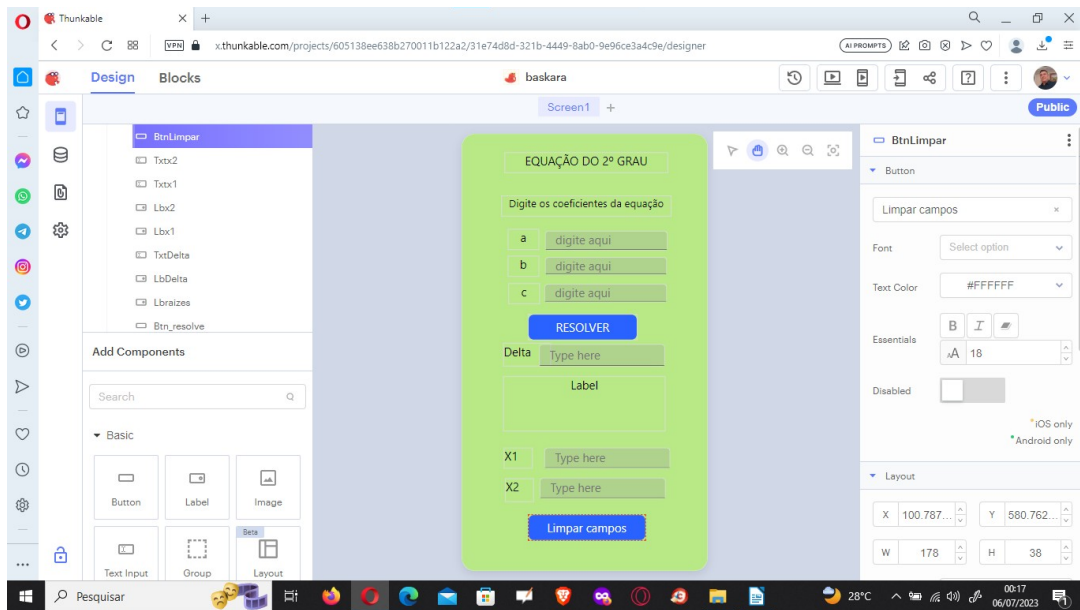 Thunkable
VPN
x.thunkable.com/projects/605138ee638b270011b122a2/31e74d8d-321b-4449-8ab0-9e96ce3a4c9e/designer
AI PROMPTS
Design
Blocks
baskara
Screen1
Public
BtnLimpar
Txtx2
Txtx1
Lbx2
Lbx1
TxtDelta
LbDelta
Lbraizes
Btn_resolve
Add Components
Search
Basic
Button
Label
Image
Beta
Text Input
Group
Layout
EQUAÇÃO DO 2º GRAU
Digite os coeficientes da equação
a digite aqui
b digite aqui
c digite aqui
RESOLVER
Delta Type here
Label
X1 Type here
X2 Type here
Limpar campos
BtnLimpar
Button
Limpar campos
Font Select option
Text Color #FFFFFF
Essentials B I
AA 18
Disabled
*iOS only
*Android only
Layout
X 100.787... Y 580.762...
W 178 H 38
Pesquisar
28°C
00:17
06/07/2023